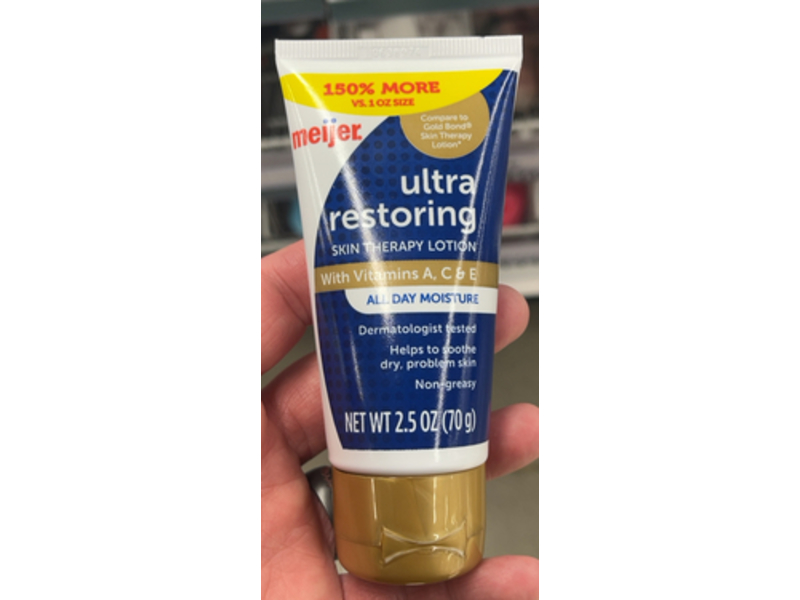 150% MORE
VS. 1 OZ SIZE
meijer
Compare to
Gold Bond®
Skin Therapy
Lotion*
ultra
restoring
SKIN THERAPY LOTION
With Vitamins A, C & E
ALL DAY MOISTURE
Dermatologist tested
Helps to soothe
dry, problem skin
Non-greasy
NET WT 2.5 OZ (70 g)